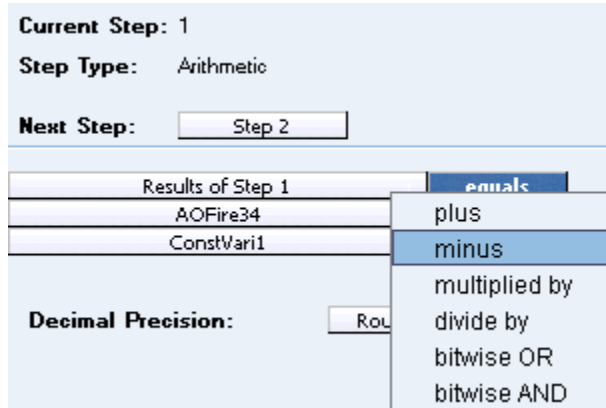 Current Step: 1
Step Type: Arithmetic
Next Step: Step 2
Results of Step 1 equals
AOFire34 plus
ConstVari1 minus
multiplied by
Decimal Precision: Rou divide by
bitwise OR
bitwise AND